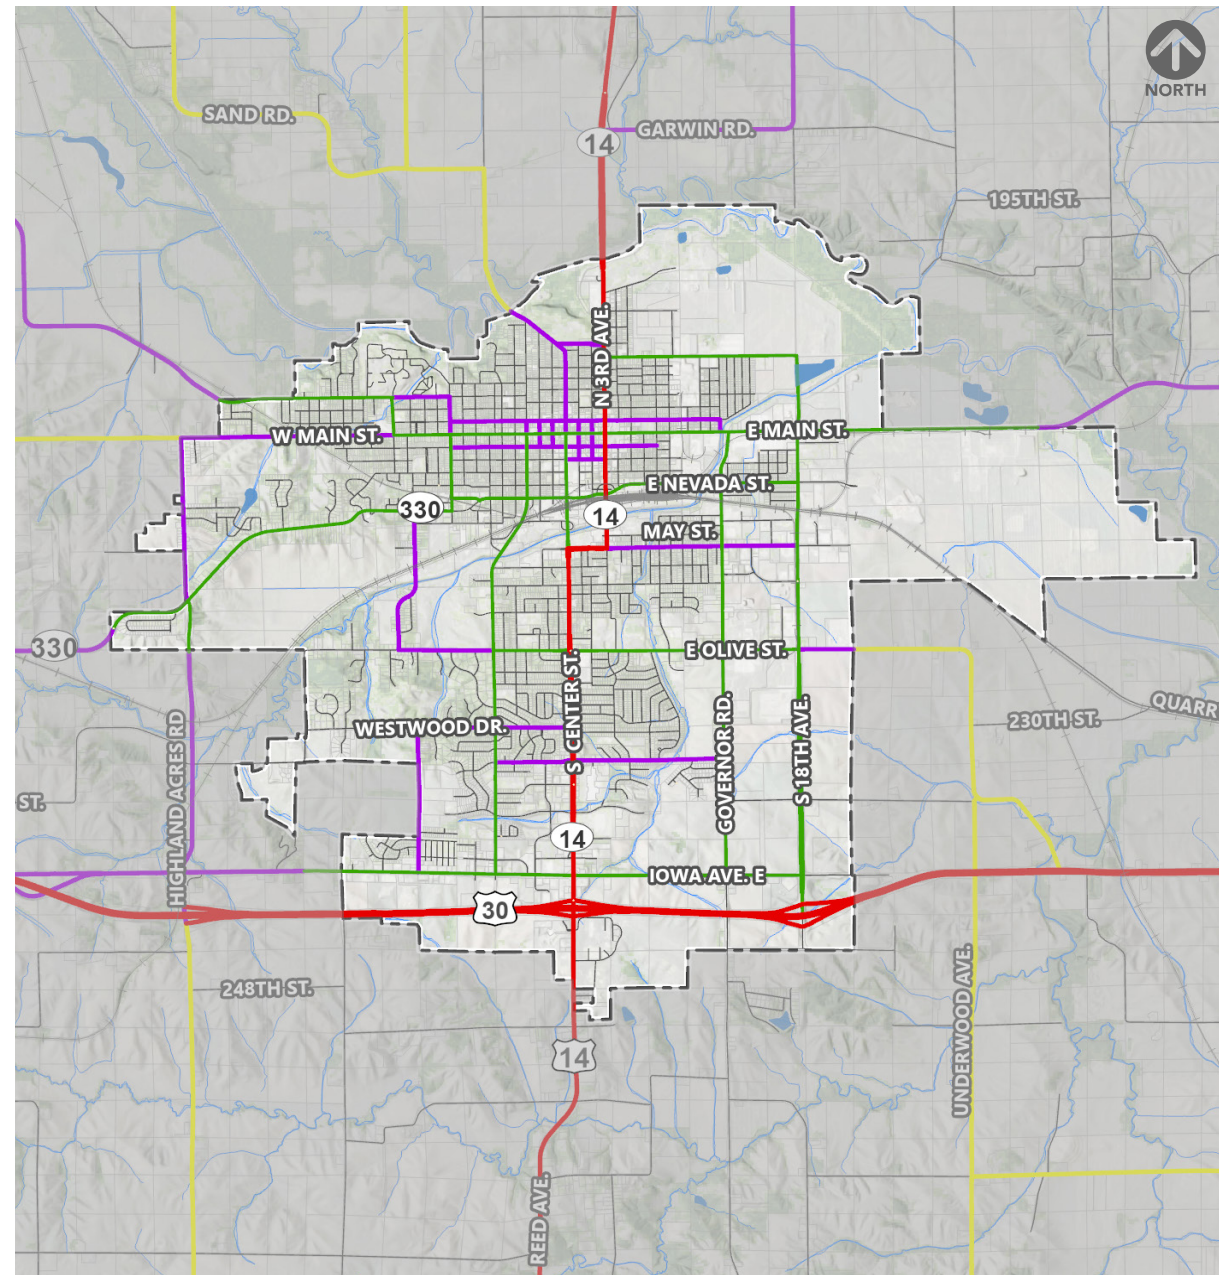 NORTH
SAND RD.
GARWIN RD.
14
195TH ST.
N 3RD AVE.
W MAIN ST.
E MAIN ST.
E NEVADA ST.
330
14
MAY ST.
330
E OLIVE ST.
S CENTER ST.
GOVERNOR RD.
S 18TH AVE.
QUARR
230TH ST.
WESTWOOD DR.
HIGHLAND ACRES RD
ST.
14
IOWA AVE. E
30
248TH ST.
UNDERWOOD AVE.
14
REED AVE.